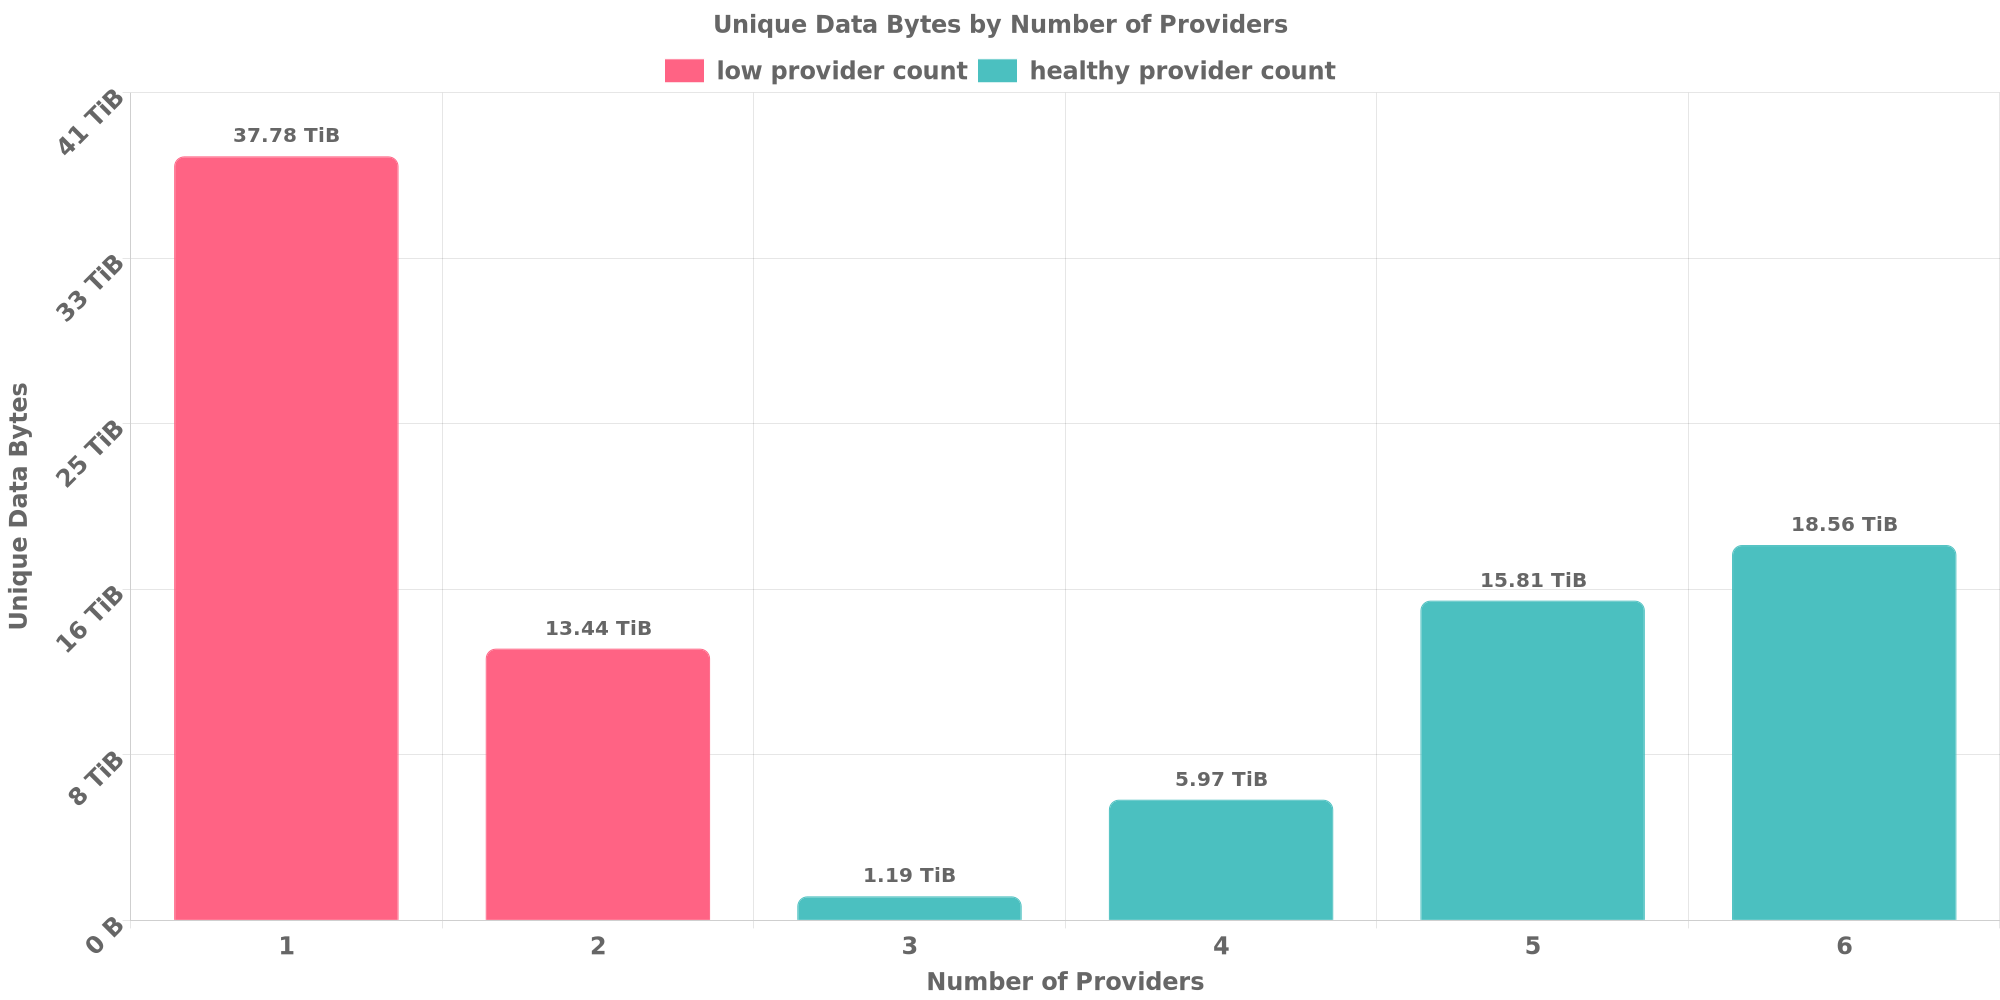 Unique Data Bytes by Number of Providers
low provider count healthy provider count
41 TiB
33 TiB
25 TiB
16 TiB
8 TiB
0 B
Unique Data Bytes
37.78 TiB
13.44 TiB
1.19 TiB
5.97 TiB
15.81 TiB
18.56 TiB
1 2 3 4 5 6
Number of Providers